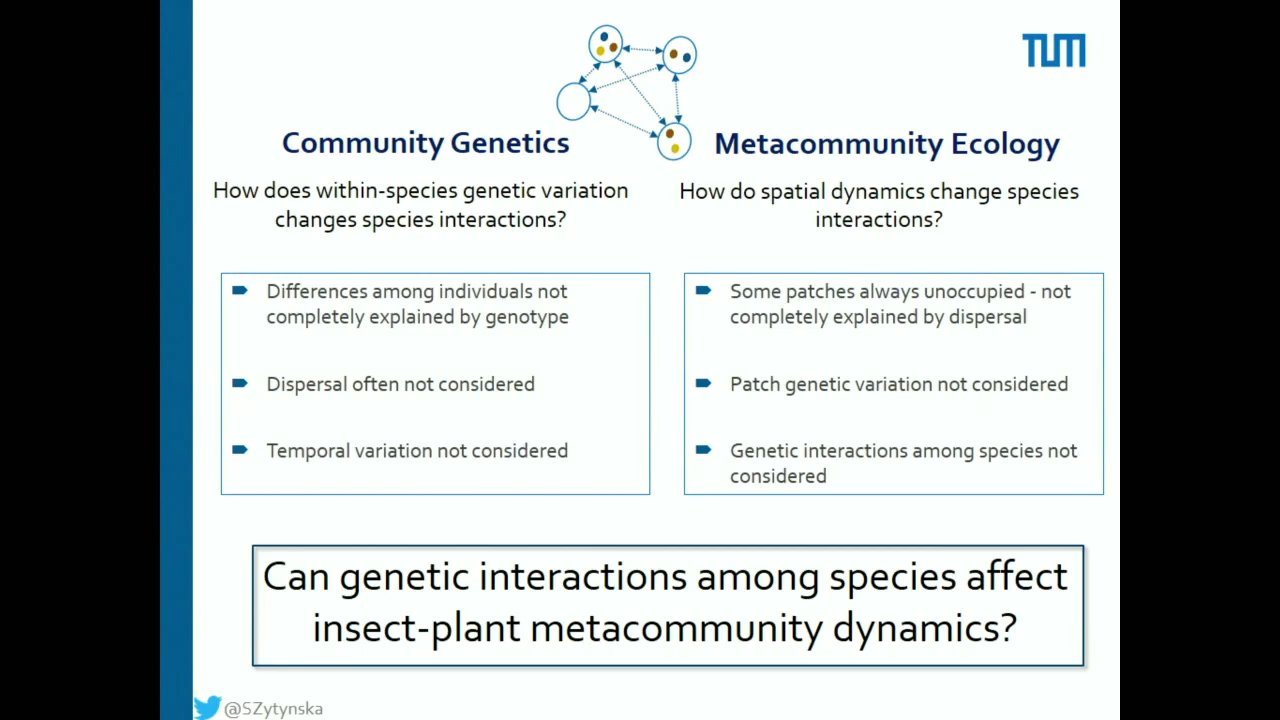 TUM
Community Genetics
How does within-species genetic variation
changes species interactions?
Differences among individuals not
completely explained by genotype
Dispersal often not considered
Temporal variation not considered
Metacommunity Ecology
How do spatial dynamics change species
interactions?
Some patches always unoccupied - not
completely explained by dispersal
Patch genetic variation not considered
Genetic interactions among species not
considered
Can genetic interactions among species affect
insect-plant metacommunity dynamics?
@SZytynska